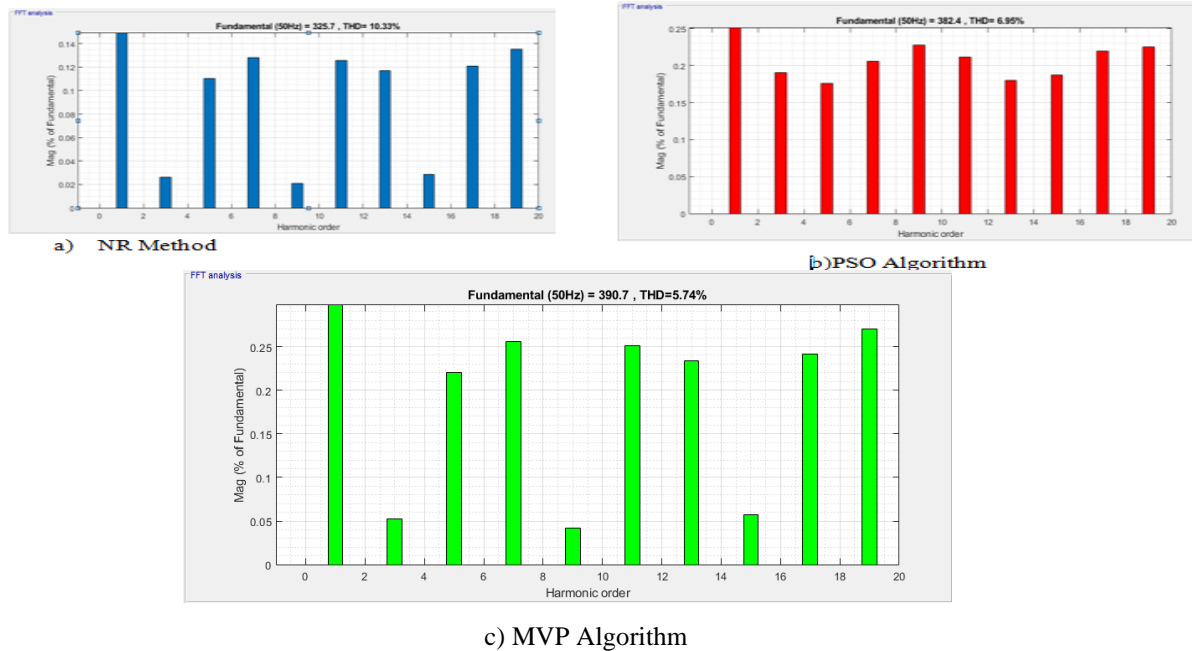 FFT analysis
Fundamental (50Hz) = 325.7 , THD= 10.33%
0.14
0.12
0.1
0.08
0.06
0.04
0.02
0
Mag (% of Fundamental)
0 2 4 6 8 10 12 14 16 18 20
Harmonic order
a) NR Method
FFT analysis
Fundamental (50Hz) = 382.4 , THD= 6.95%
0.25
0.2
0.15
0.1
0.05
0
Mag (% of Fundamental)
0 2 4 6 8 10 12 14 16 18 20
Harmonic order
b)PSO Algorithm
FFT analysis
Fundamental (50Hz) = 390.7 , THD=5.74%
0.25
0.2
0.15
0.1
0.05
0
Mag (% of Fundamental)
0 2 4 6 8 10 12 14 16 18 20
Harmonic order
c) MVP Algorithm